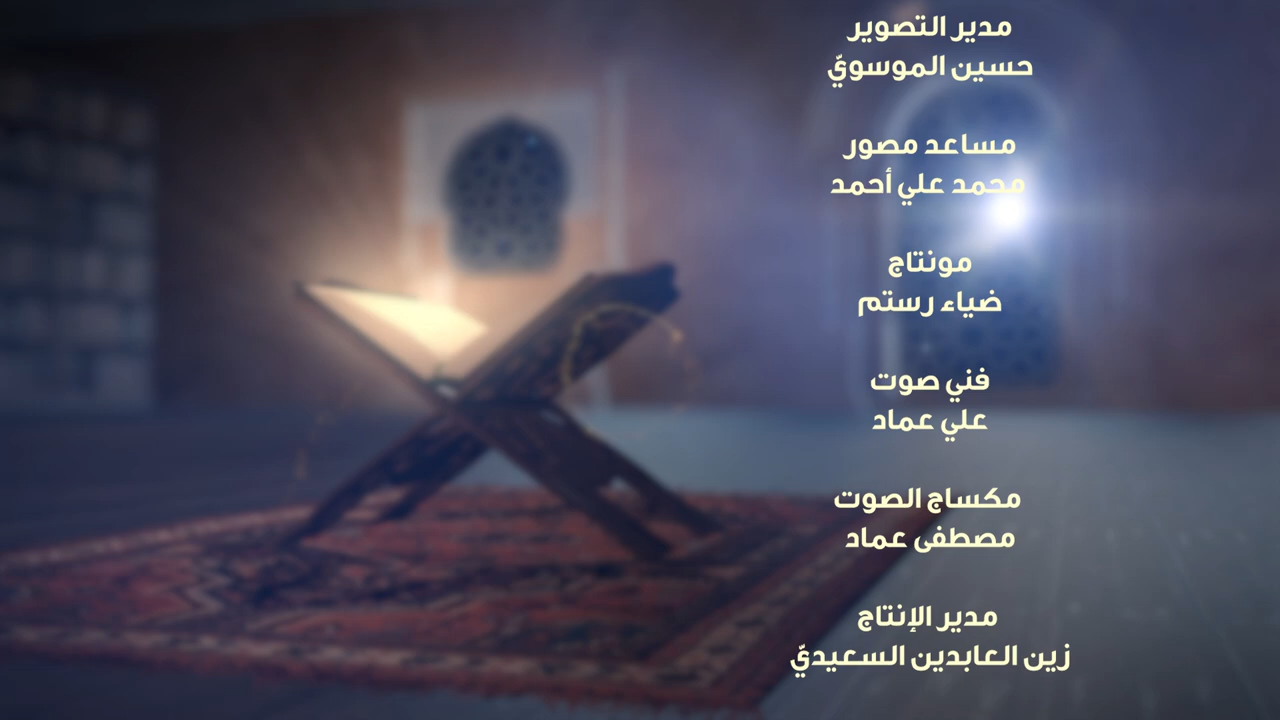 مدير التصوير
حسين الموسويّ
مساعد مصور
محمد علي أحمد
مونتاج
ضياء رستم
فني صوت
علي عماد
مكساج الصوت
مصطفى عماد
مدير الإنتاج
زين العابدين السعيديّ